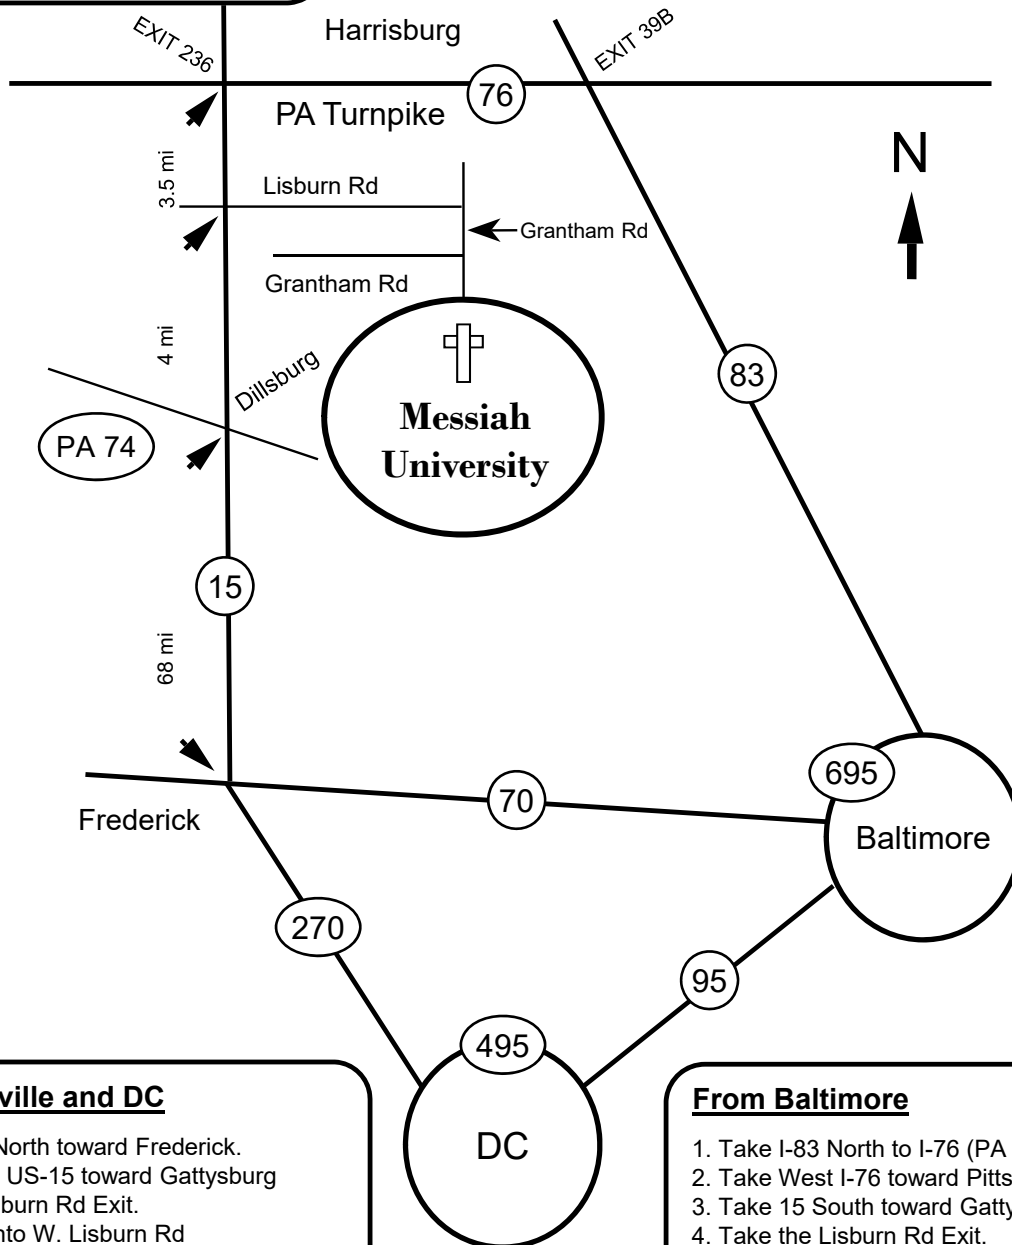 EXIT 236
Harrisburg
EXIT 39B
76
PA Turnpike
N
3.5 mi
Lisburn Rd
Grantham Rd
Grantham Rd
4 mi
Dillsburg
83
Messiah
University
PA 74
15
68 mi
695
70
Frederick
Baltimore
270
95
495
DC
ville and DC
North toward Frederick.
US-15 toward Gattysburg
burn Rd Exit.
nto W. Lisburn Rd
From Baltimore
1. Take I-83 North to I-76 (PA
2. Take West I-76 toward Pitts
3. Take 15 South toward Gatty
4. Take the Lisburn Rd Exit.